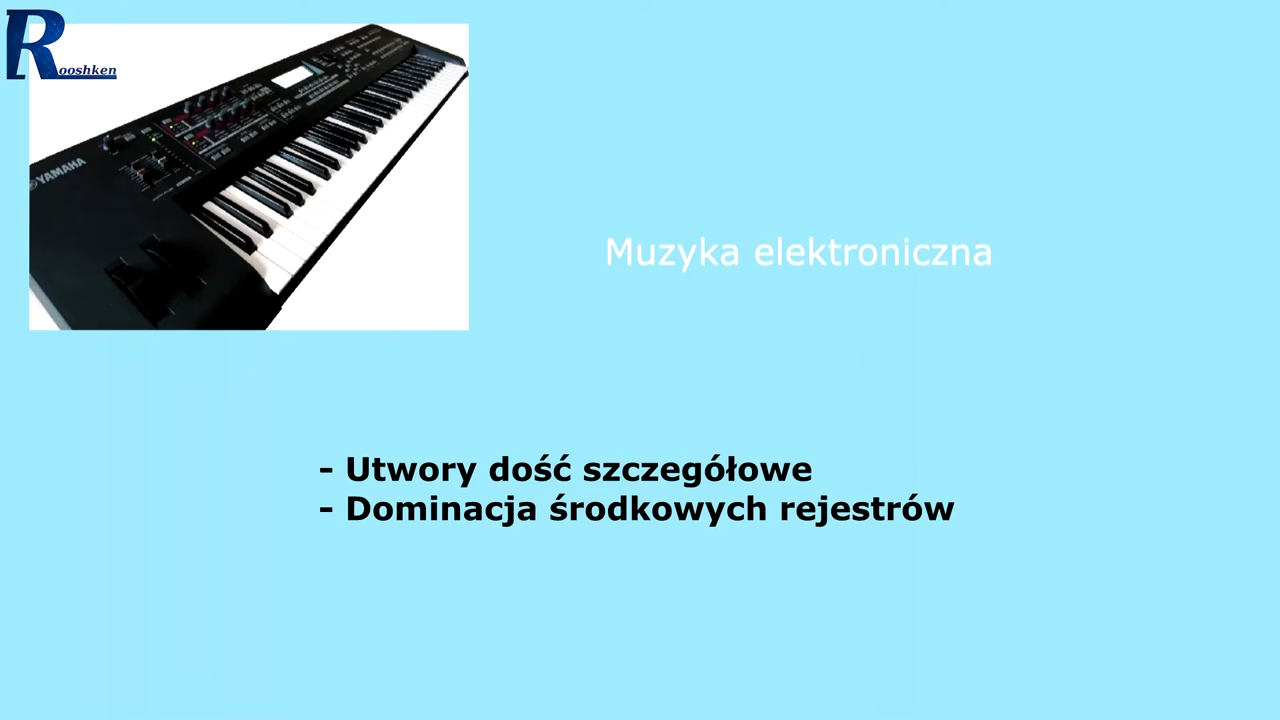 Rooshken
YAMAHA
Muzyka elektroniczna
- Utwory dość szczegółowe
- Dominacja środkowych rejestrów